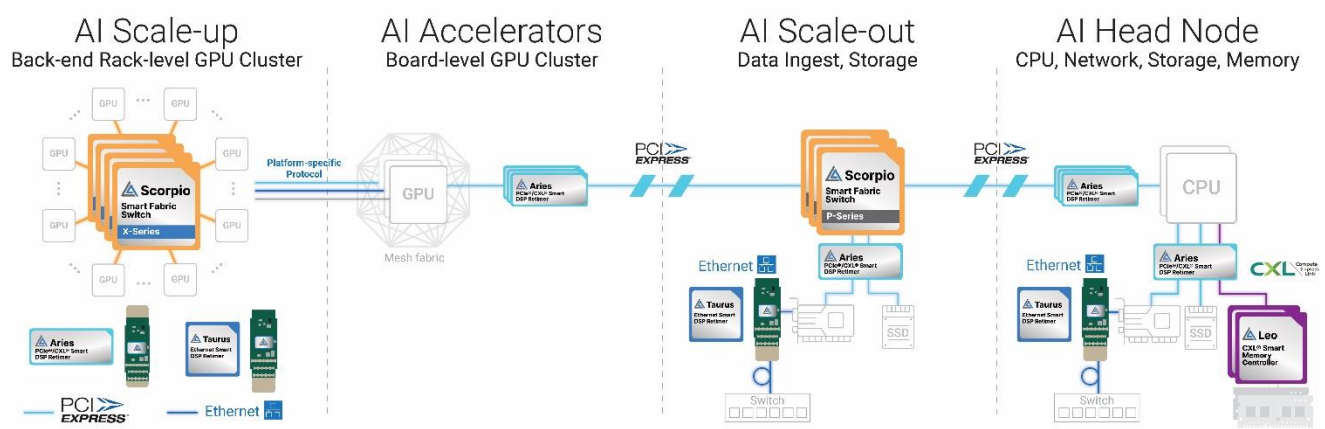 AI Scale-up
Back-end Rack-level GPU Cluster
GPU
...
GPU
...
GPU
GPU
GPU
GPU
GPU
...
GPU
Scorpio
Smart Fabric
Switch
X-Series
Aries
PCIe®/CXL® Smart
DSP Retimer
Taurus
Ethernet Smart
DSP Retimer
PCI
EXPRESS®
Ethernet
Platform-specific
Protocol
AI Accelerators
Board-level GPU Cluster
GPU
Mesh fabric
Aries
PCIe®/CXL® Smart
DSP Retimer
PCI
EXPRESS®
AI Scale-out
Data Ingest, Storage
Scorpio
Smart Fabric
Switch
P-Series
Aries
PCIe®/CXL® Smart
DSP Retimer
Ethernet
Taurus
Ethernet Smart
DSP Retimer
SSD
Switch
PCI
EXPRESS®
AI Head Node
CPU, Network, Storage, Memory
Aries
PCIe®/CXL® Smart
DSP Retimer
CPU
Aries
PCIe®/CXL® Smart
DSP Retimer
CXL
Compute
Express
Link
Ethernet
Taurus
Ethernet Smart
DSP Retimer
SSD
Leo
CXL® Smart
Memory
Controller
Switch